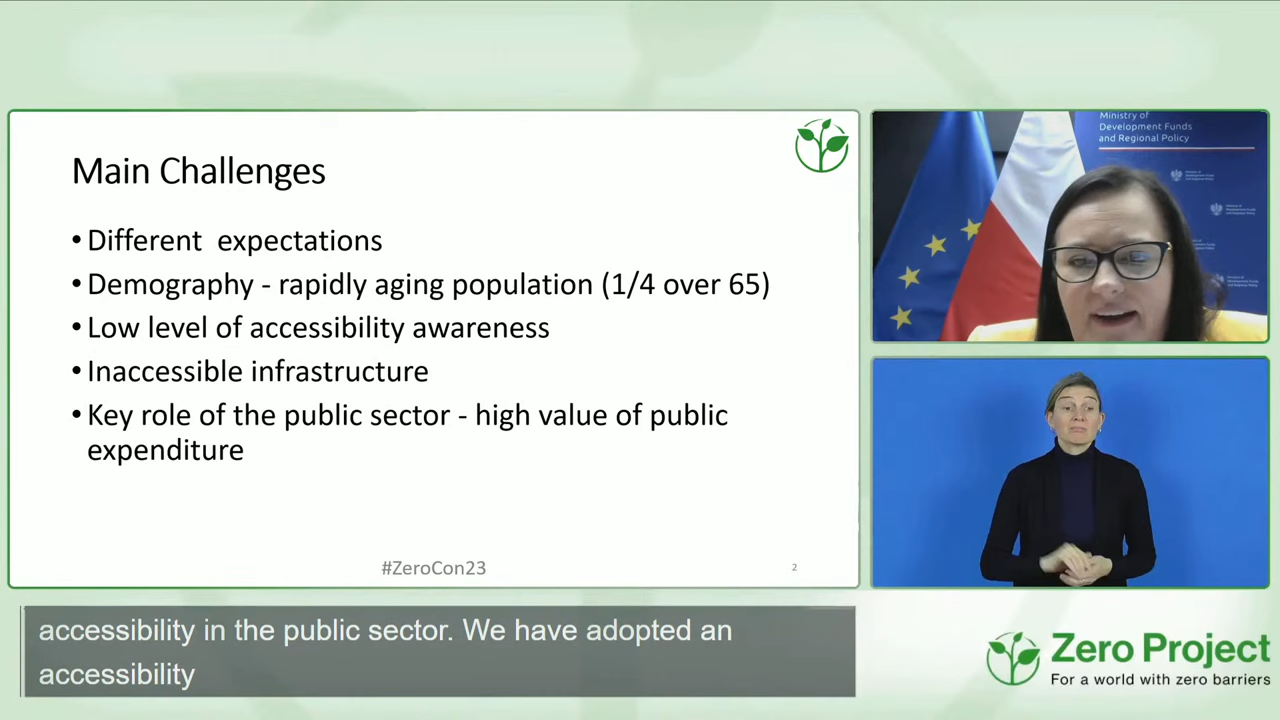 Main Challenges
• Different expectations
• Demography - rapidly aging population (1/4 over 65)
• Low level of accessibility awareness
• Inaccessible infrastructure
• Key role of the public sector - high value of public
expenditure
#ZeroCon23
2
Ministry of
Development Funds
and Regional Policy
accessibility in the public sector. We have adopted an
accessibility
Zero Project
For a world with zero barriers